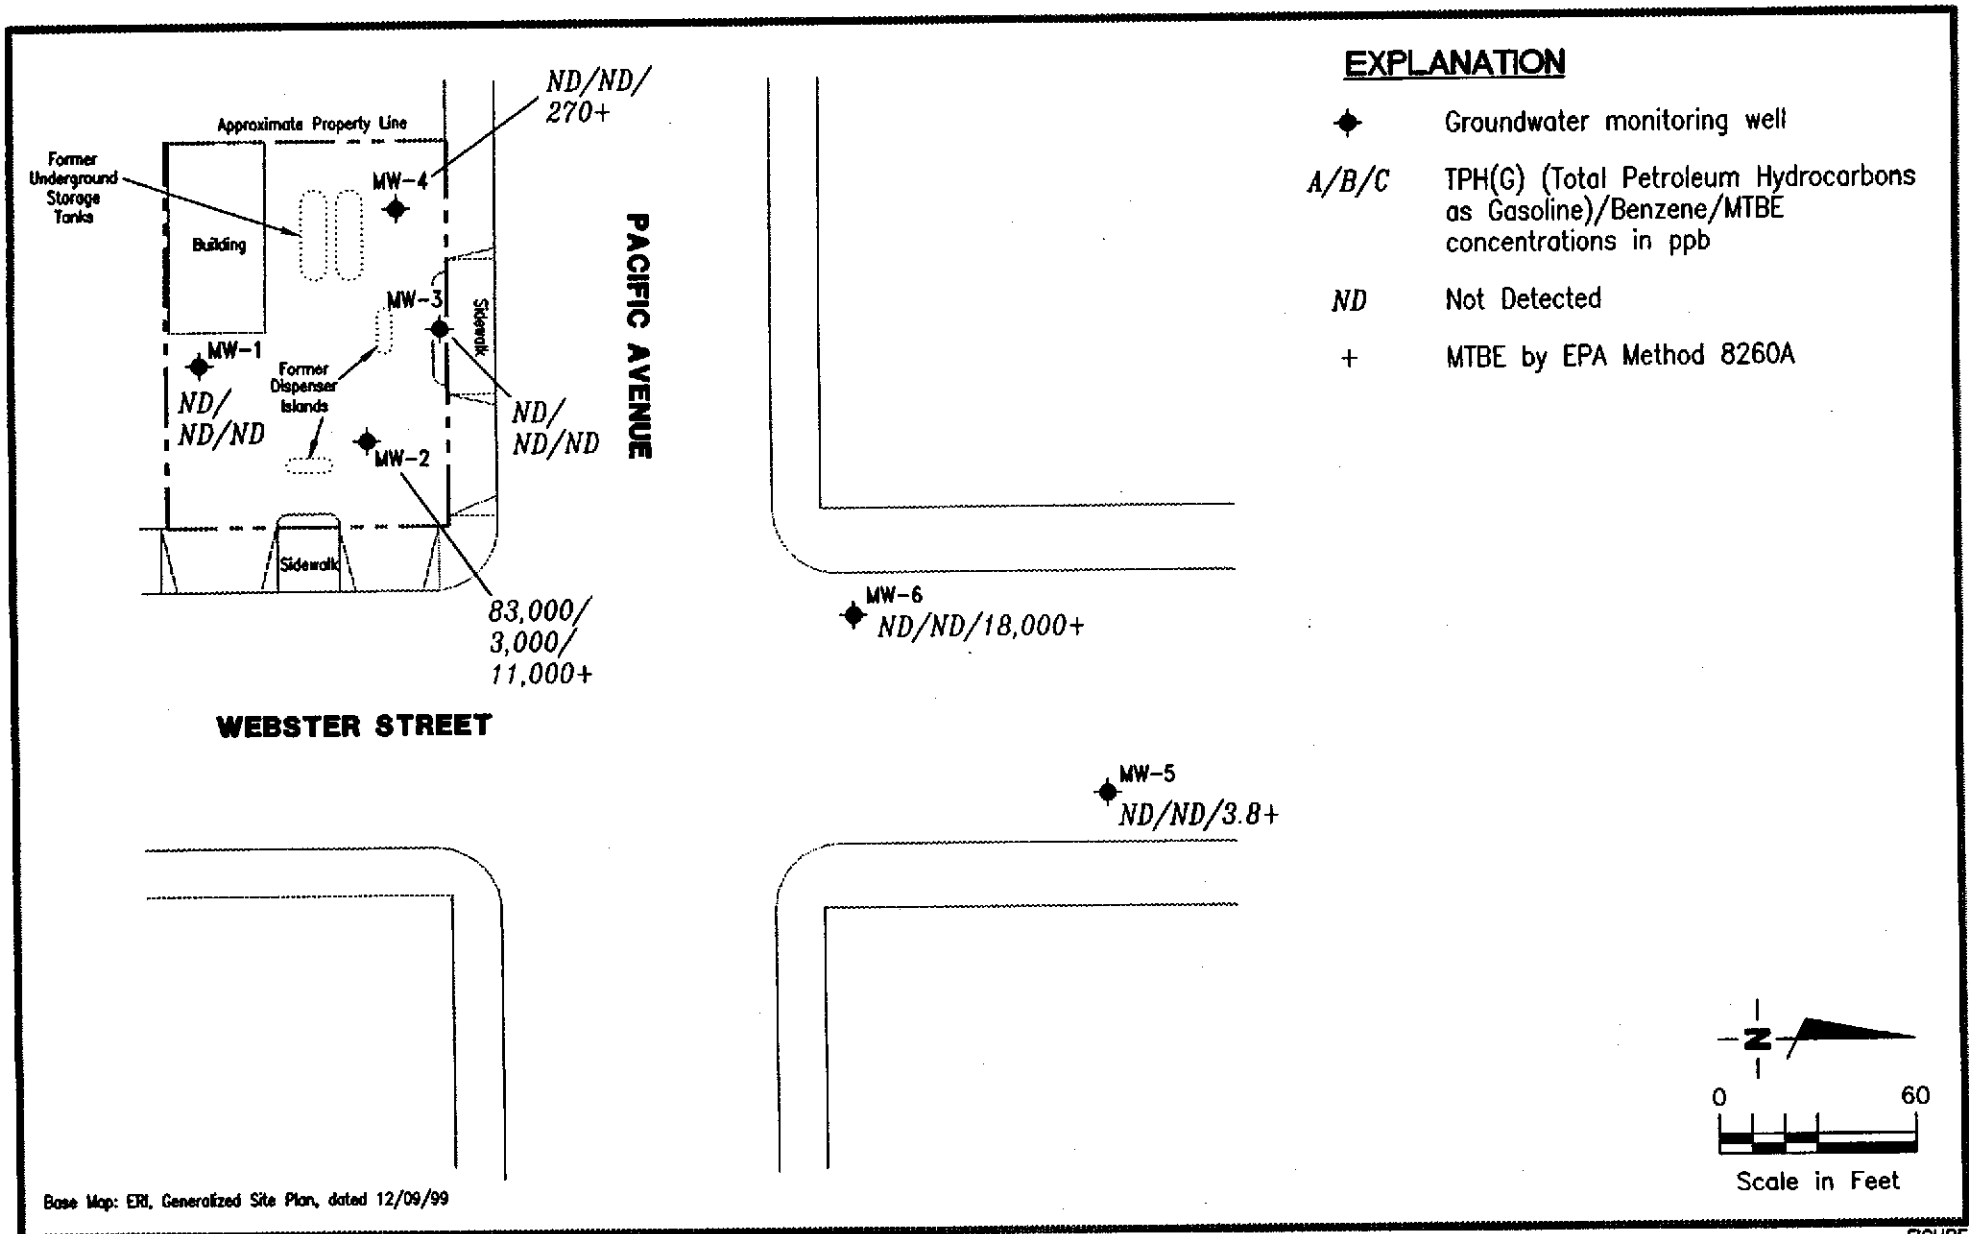 EXPLANATION
Groundwater monitoring well
A/B/C
TPH(G) (Total Petroleum Hydrocarbons
as Gasoline)/Benzene/MTBE
concentrations in ppb
ND
Not Detected
+
MTBE by EPA Method 8260A
ND/ND/
270+
Approximate Property Line
Former
Underground
Storage
Tanks
MW-4
Building
MW-3
Sidewalk
PACIFIC AVENUE
MW-1
ND/
ND/ND
Former
Dispenser
Islands
ND/
ND/ND
MW-2
Sidewalk
83,000/
3,000/
11,000+
MW-6
ND/ND/18,000+
WEBSTER STREET
MW-5
ND/ND/3.8+
N
0 60
Scale in Feet
Base Map: ERI, Generalized Site Plan, dated 12/09/99
FIGURE